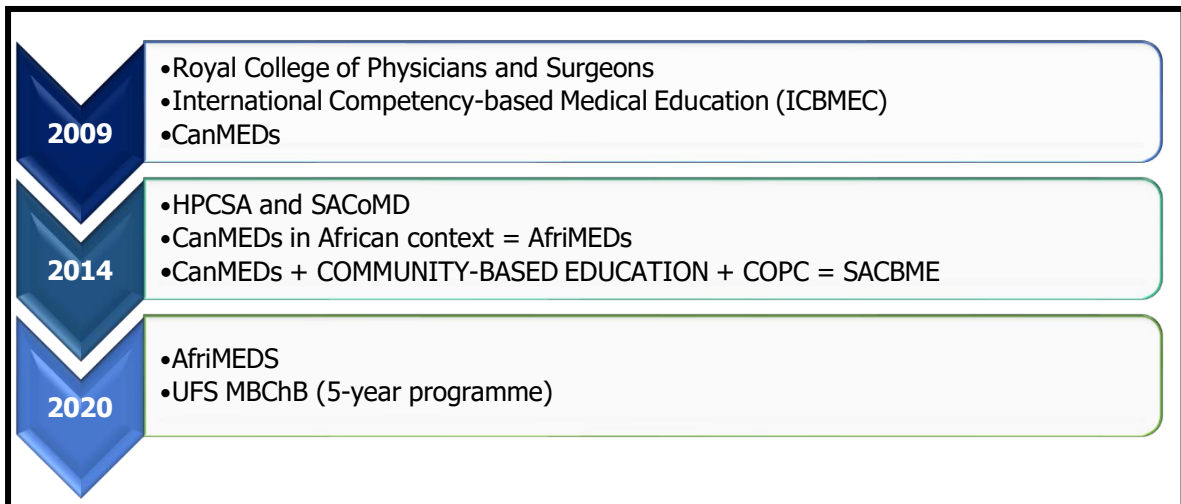 2009
•Royal College of Physicians and Surgeons
•International Competency-based Medical Education (ICBMEC)
•CanMEDs
2014
•HPCSA and SACoMD
•CanMEDs in African context = AfriMEDs
•CanMEDs + COMMUNITY-BASED EDUCATION + COPC = SACBME
2020
•AfriMEDS
•UFS MBChB (5-year programme)